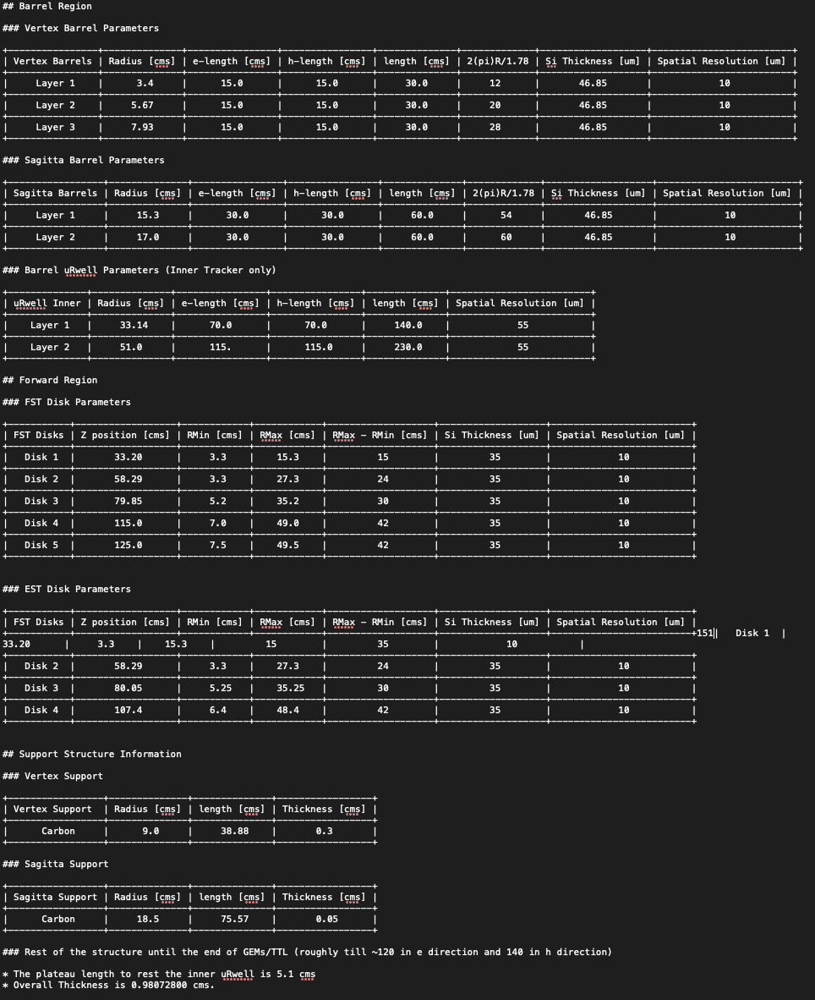 ## Barrel Region
### Vertex Barrel Parameters
| Vertex Barrels | Radius [cms] | e-length [cms] | h-length [cms] | length [cms] | 2(pi)R/1.78 | Si Thickness [um] | Spatial Resolution [um] |
| Layer 1 | 3.4 | 15.0 | 15.0 | 30.0 | 12 | 46.85 | 10 |
| Layer 2 | 5.67 | 15.0 | 15.0 | 30.0 | 20 | 46.85 | 10 |
| Layer 3 | 7.93 | 15.0 | 15.0 | 30.0 | 28 | 46.85 | 10 |
### Sagitta Barrel Parameters
| Sagitta Barrels | Radius [cms] | e-length [cms] | h-length [cms] | length [cms] | 2(pi)R/1.78 | Si Thickness [um] | Spatial Resolution [um] |
| Layer 1 | 15.3 | 30.0 | 30.0 | 60.0 | 54 | 46.85 | 10 |
| Layer 2 | 17.0 | 30.0 | 30.0 | 60.0 | 60 | 46.85 | 10 |
### Barrel uRwell Parameters (Inner Tracker only)
| uRwell Inner | Radius [cms] | e-length [cms] | h-length [cms] | length [cms] | Spatial Resolution [um] |
| Layer 1 | 33.14 | 70.0 | 70.0 | 140.0 | 55 |
| Layer 2 | 51.0 | 115. | 115.0 | 230.0 | 55 |
## Forward Region
### FST Disk Parameters
| FST Disks | Z position [cms] | RMin [cms] | RMax [cms] | RMax - RMin [cms] | Si Thickness [um] | Spatial Resolution [um] |
| Disk 1 | 33.20 | 3.3 | 15.3 | 15 | 35 | 10 |
| Disk 2 | 58.29 | 3.3 | 27.3 | 24 | 35 | 10 |
| Disk 3 | 79.85 | 5.2 | 35.2 | 30 | 35 | 10 |
| Disk 4 | 115.0 | 7.0 | 49.0 | 42 | 35 | 10 |
| Disk 5 | 125.0 | 7.5 | 49.5 | 42 | 35 | 10 |
### EST Disk Parameters
| FST Disks | Z position [cms] | RMin [cms] | RMax [cms] | RMax - RMin [cms] | Si Thickness [um] | Spatial Resolution [um] |
+151| Disk 1 |
33.20 | 3.3 | 15.3 | 15 | 35 | 10 |
| Disk 2 | 58.29 | 3.3 | 27.3 | 24 | 35 | 10 |
| Disk 3 | 80.05 | 5.25 | 35.25 | 30 | 35 | 10 |
| Disk 4 | 107.4 | 6.4 | 48.4 | 42 | 35 | 10 |
## Support Structure Information
### Vertex Support
| Vertex Support | Radius [cms] | length [cms] | Thickness [cms] |
| Carbon | 9.0 | 38.88 | 0.3 |
### Sagitta Support
| Sagitta Support | Radius [cms] | length [cms] | Thickness [cms] |
| Carbon | 18.5 | 75.57 | 0.05 |
### Rest of the structure until the end of GEMs/TTL (roughly till ~120 in e direction and 140 in h direction)
* The plateau length to rest the inner uRwell is 5.1 cms
* Overall Thickness is 0.98072800 cms.